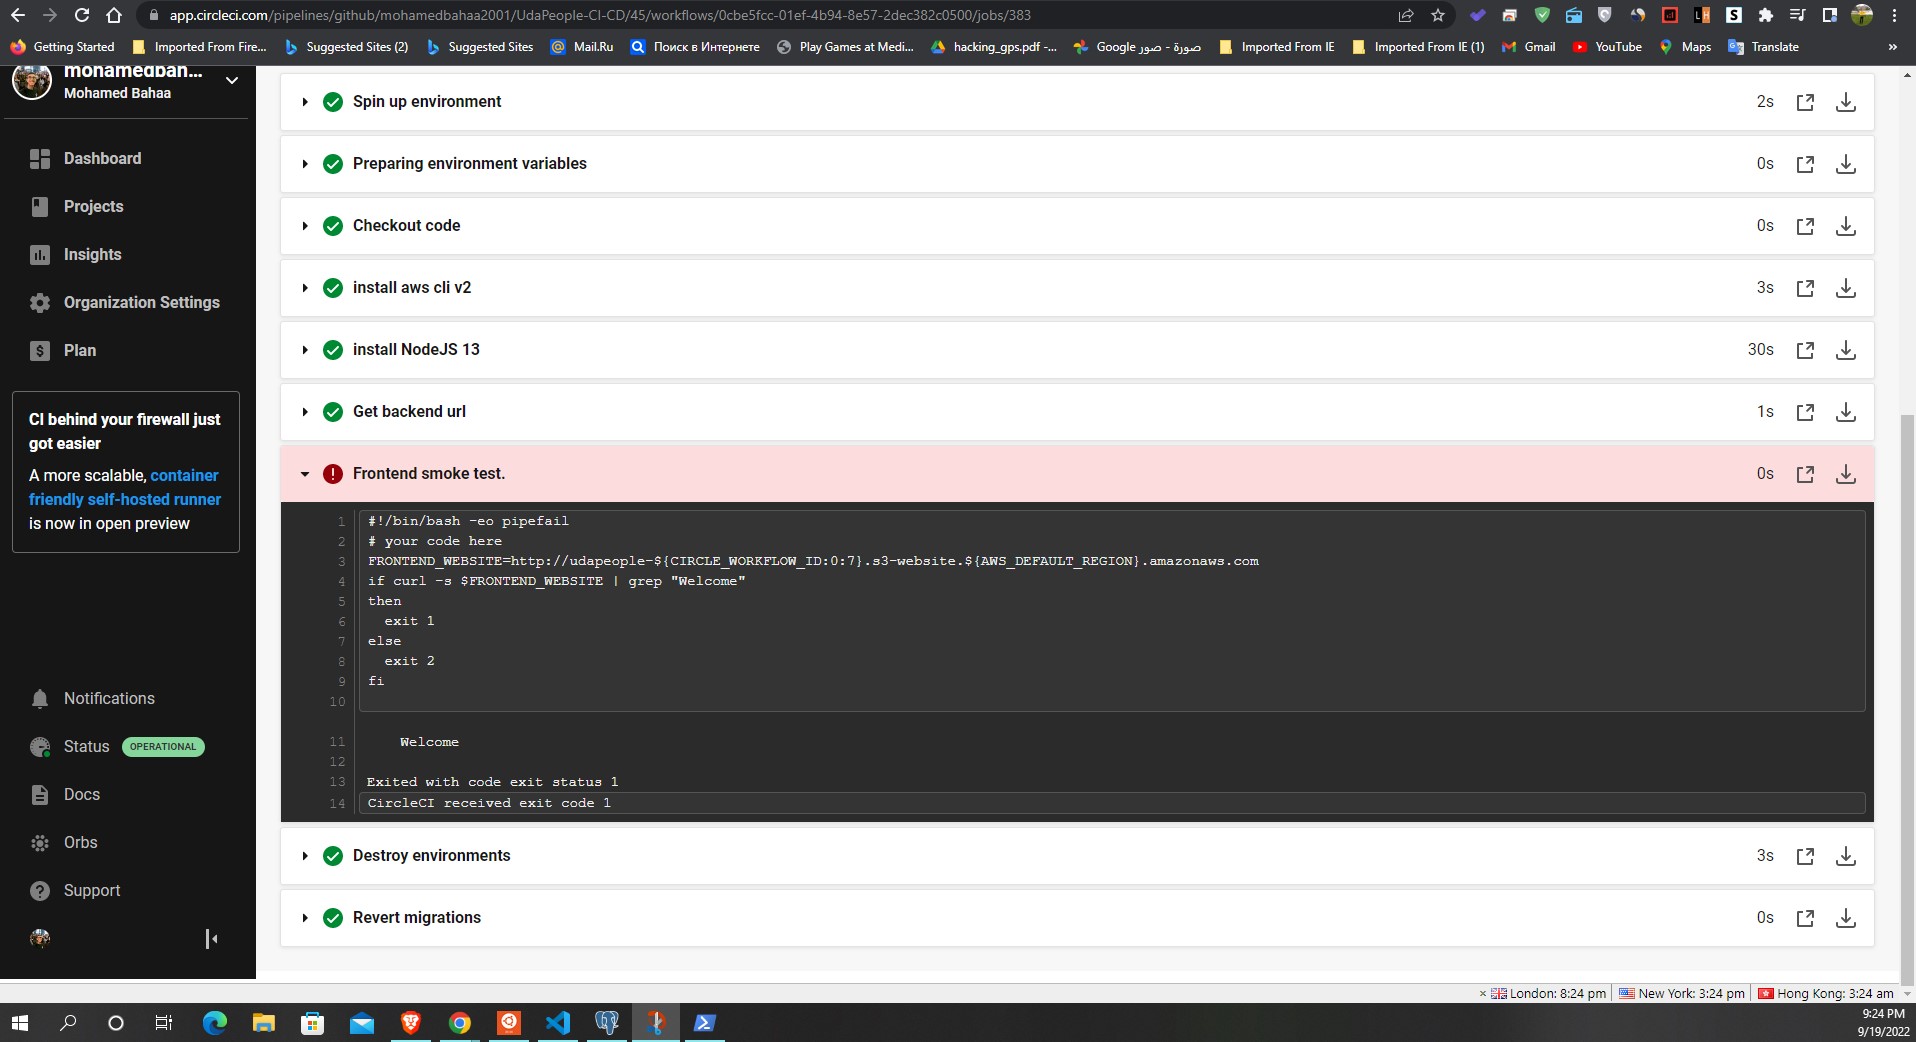 app.circleci.com/pipelines/github/mohamedbahaa2001/UdaPeople-CI-CD/45/workflows/0cbe5fcc-01ef-4b94-8e57-2dec382c0500/jobs/383
Getting Started Imported From Fire... Suggested Sites (2) Suggested Sites Mail.Ru Поиск в Интернете Play Games at Medi... hacking_gps.pdf -... Google صورة - صور Imported From IE Imported From IE (1) Gmail YouTube Maps Translate »
mohamedbah...
Mohamed Bahaa
Dashboard
Projects
Insights
Organization Settings
Plan
CI behind your firewall just
got easier
A more scalable, container
friendly self-hosted runner
is now in open preview
Notifications
Status OPERATIONAL
Docs
Orbs
Support
Spin up environment 2s
Preparing environment variables 0s
Checkout code 0s
install aws cli v2 3s
install NodeJS 13 30s
Get backend url 1s
Frontend smoke test. 0s
1 #!/bin/bash -eo pipefail
2 # your code here
3 FRONTEND_WEBSITE=http://udapeople-${CIRCLE_WORKFLOW_ID:0:7}.s3-website.${AWS_DEFAULT_REGION}.amazonaws.com
4 if curl -s $FRONTEND_WEBSITE | grep "Welcome"
5 then
6 exit 1
7 else
8 exit 2
9 fi
10
11 Welcome
12
13 Exited with code exit status 1
14 CircleCI received exit code 1
Destroy environments 3s
Revert migrations 0s
× London: 8:24 pm New York: 3:24 pm Hong Kong: 3:24 am
9:24 PM
9/19/2022